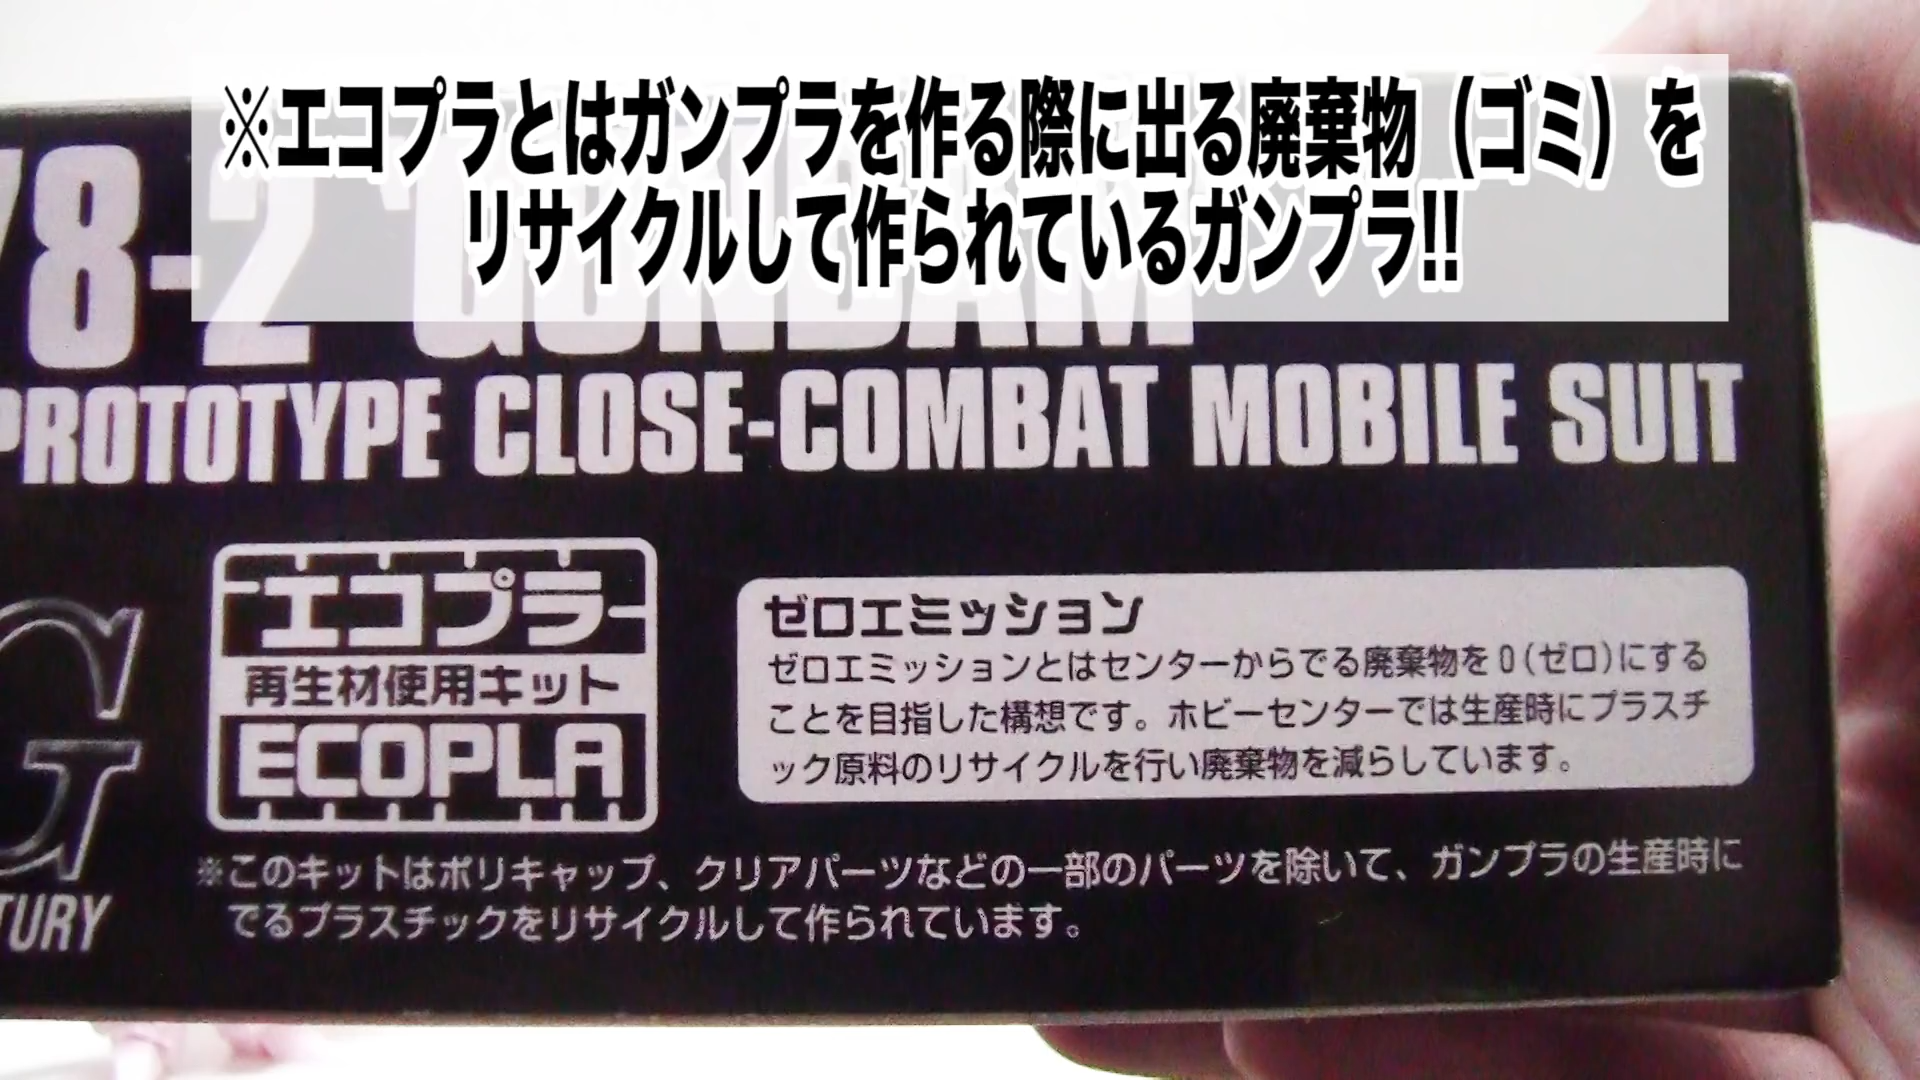 ※エコプラとはガンプラを作る際に出る廃棄物（ゴミ）を
リサイクルして作られているガンプラ!!
78-2 GUNDAM
PROTOTYPE CLOSE-COMBAT MOBILE SUIT
エコプラ
再生材使用キット
ECOPLA
ゼロエミッション
ゼロエミッションとはセンターからでる廃棄物を0(ゼロ)にする
ことを目指した構想です。ホビーセンターでは生産時にプラスチ
ック原料のリサイクルを行い廃棄物を減らしています。
G
TURY
※このキットはポリキャップ、クリアパーツなどの一部のパーツを除いて、ガンプラの生産時に
でるプラスチックをリサイクルして作られています。